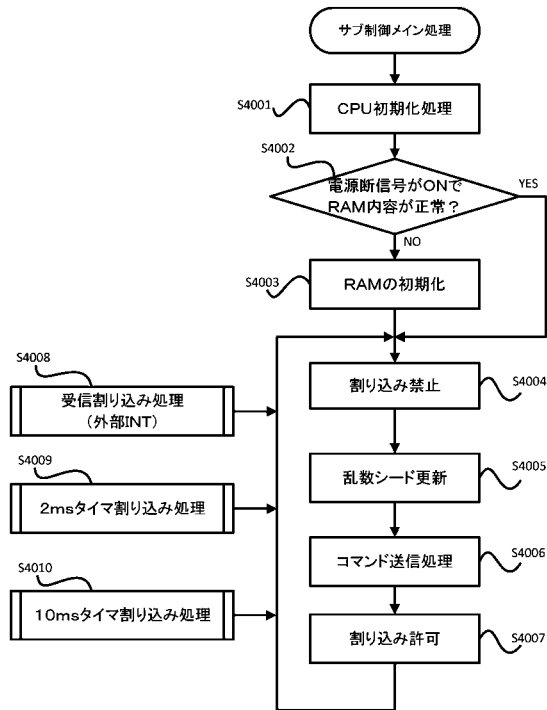 サブ制御メイン処理
S4001
CPU初期化処理
S4002
電源断信号がONで
RAM内容が正常?
YES
NO
S4003
RAMの初期化
S4008
受信割り込み処理
(外部INT)
S4004
割り込み禁止
S4009
2msタイマ割り込み処理
S4005
乱数シード更新
S4010
10msタイマ割り込み処理
S4006
コマンド送信処理
S4007
割り込み許可